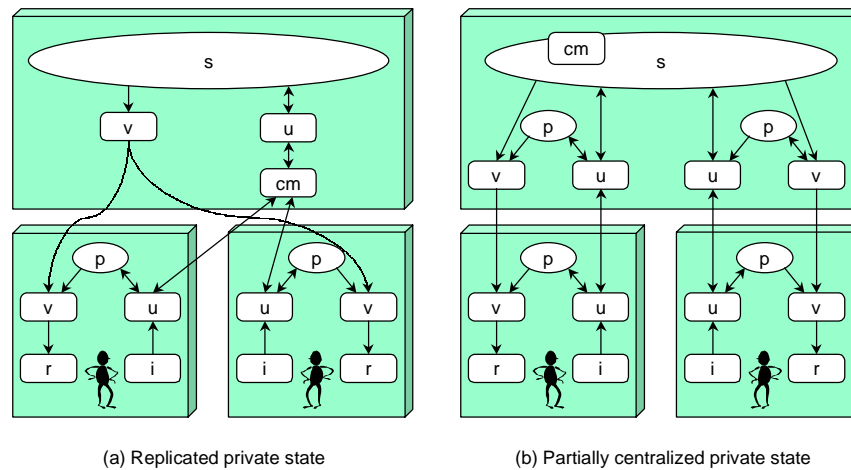 s
v
u
cm
p
p
v
u
u
v
r
i
i
r
(a) Replicated private state
cm
s
p
p
v
u
u
v
p
p
v
u
u
v
r
i
i
r
(b) Partially centralized private state